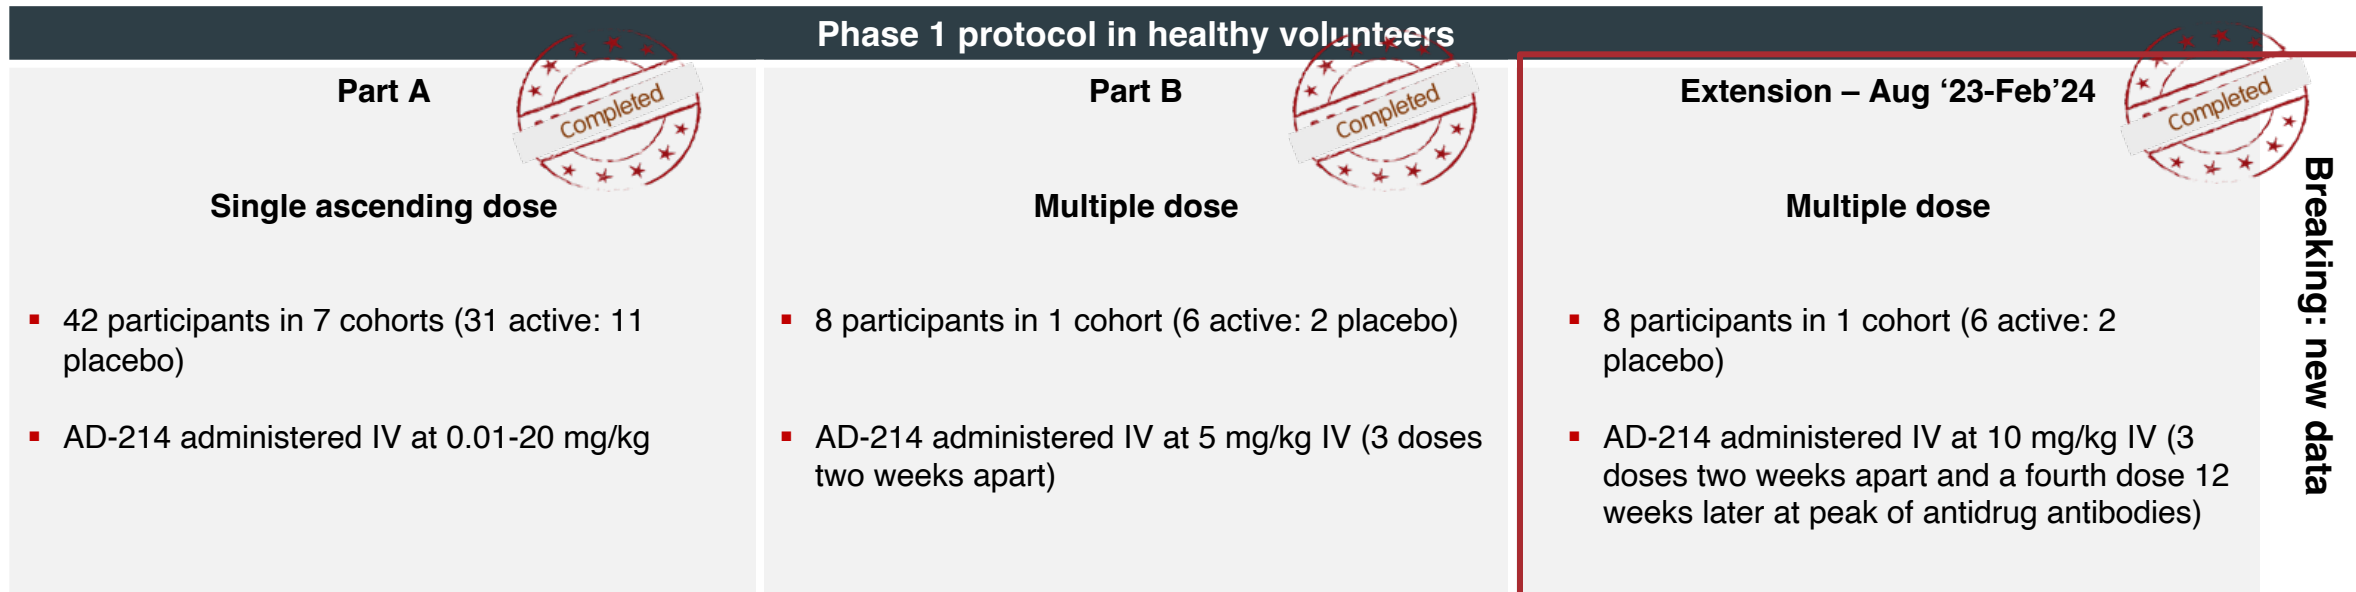 Phase 1 protocol in healthy volunteers
Part A
Completed
Single ascending dose
▪ 42 participants in 7 cohorts (31 active: 11
placebo)
▪ AD-214 administered IV at 0.01-20 mg/kg
Part B
Completed
Multiple dose
▪ 8 participants in 1 cohort (6 active: 2 placebo)
▪ AD-214 administered IV at 5 mg/kg IV (3 doses
two weeks apart)
Extension – Aug ‘23-Feb’24
Completed
Multiple dose
▪ 8 participants in 1 cohort (6 active: 2
placebo)
▪ AD-214 administered IV at 10 mg/kg IV (3
doses two weeks apart and a fourth dose 12
weeks later at peak of antidrug antibodies)
Breaking: new data